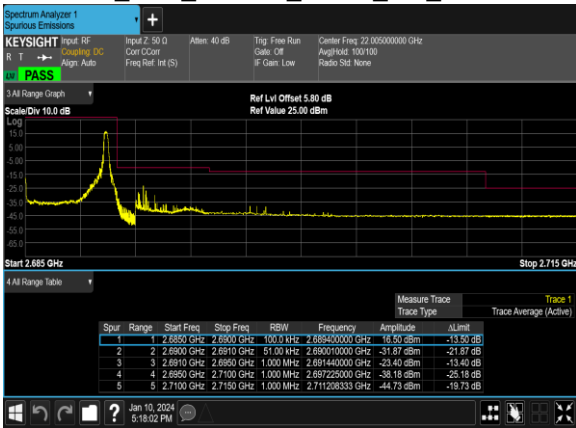 Spectrum Analyzer 1
Spurious Emissions
+
KEYSIGHT Input: RF Input Z: 50 Ω Atten: 40 dB Trig: Free Run Center Freq: 22.005000000 GHz
R T Coupling: DC Corr CCorr Gate: Off Avg|Hold: 100/100
Align: Auto Freq Ref: Int (S) IF Gain: Low Radio Std: None
PASS
3 All Range Graph
Ref Lvl Offset 5.80 dB
Scale/Div 10.0 dB Ref Value 25.00 dBm
Log
15.0
5.00
-5.00
-15.0
-25.0
-35.0
-45.0
-55.0
-65.0
Start 2.685 GHz Stop 2.715 GHz
4 All Range Table
Measure Trace Trace 1
Trace Type Trace Average (Active)
Spur Range Start Freq Stop Freq RBW Frequency Amplitude ΔLimit
1 1 2.6850 GHz 2.6900 GHz 100.0 kHz 2.689400000 GHz 16.50 dBm -13.50 dB
2 2 2.6900 GHz 2.6910 GHz 51.00 kHz 2.690010000 GHz -31.87 dBm -21.87 dB
3 3 2.6910 GHz 2.6950 GHz 1.000 MHz 2.691440000 GHz -23.40 dBm -13.40 dB
4 4 2.6950 GHz 2.7100 GHz 1.000 MHz 2.697225000 GHz -38.18 dBm -25.18 dB
5 5 2.7100 GHz 2.7150 GHz 1.000 MHz 2.711208333 GHz -44.73 dBm -19.73 dB
? Jan 10, 2024
5:18:02 PM